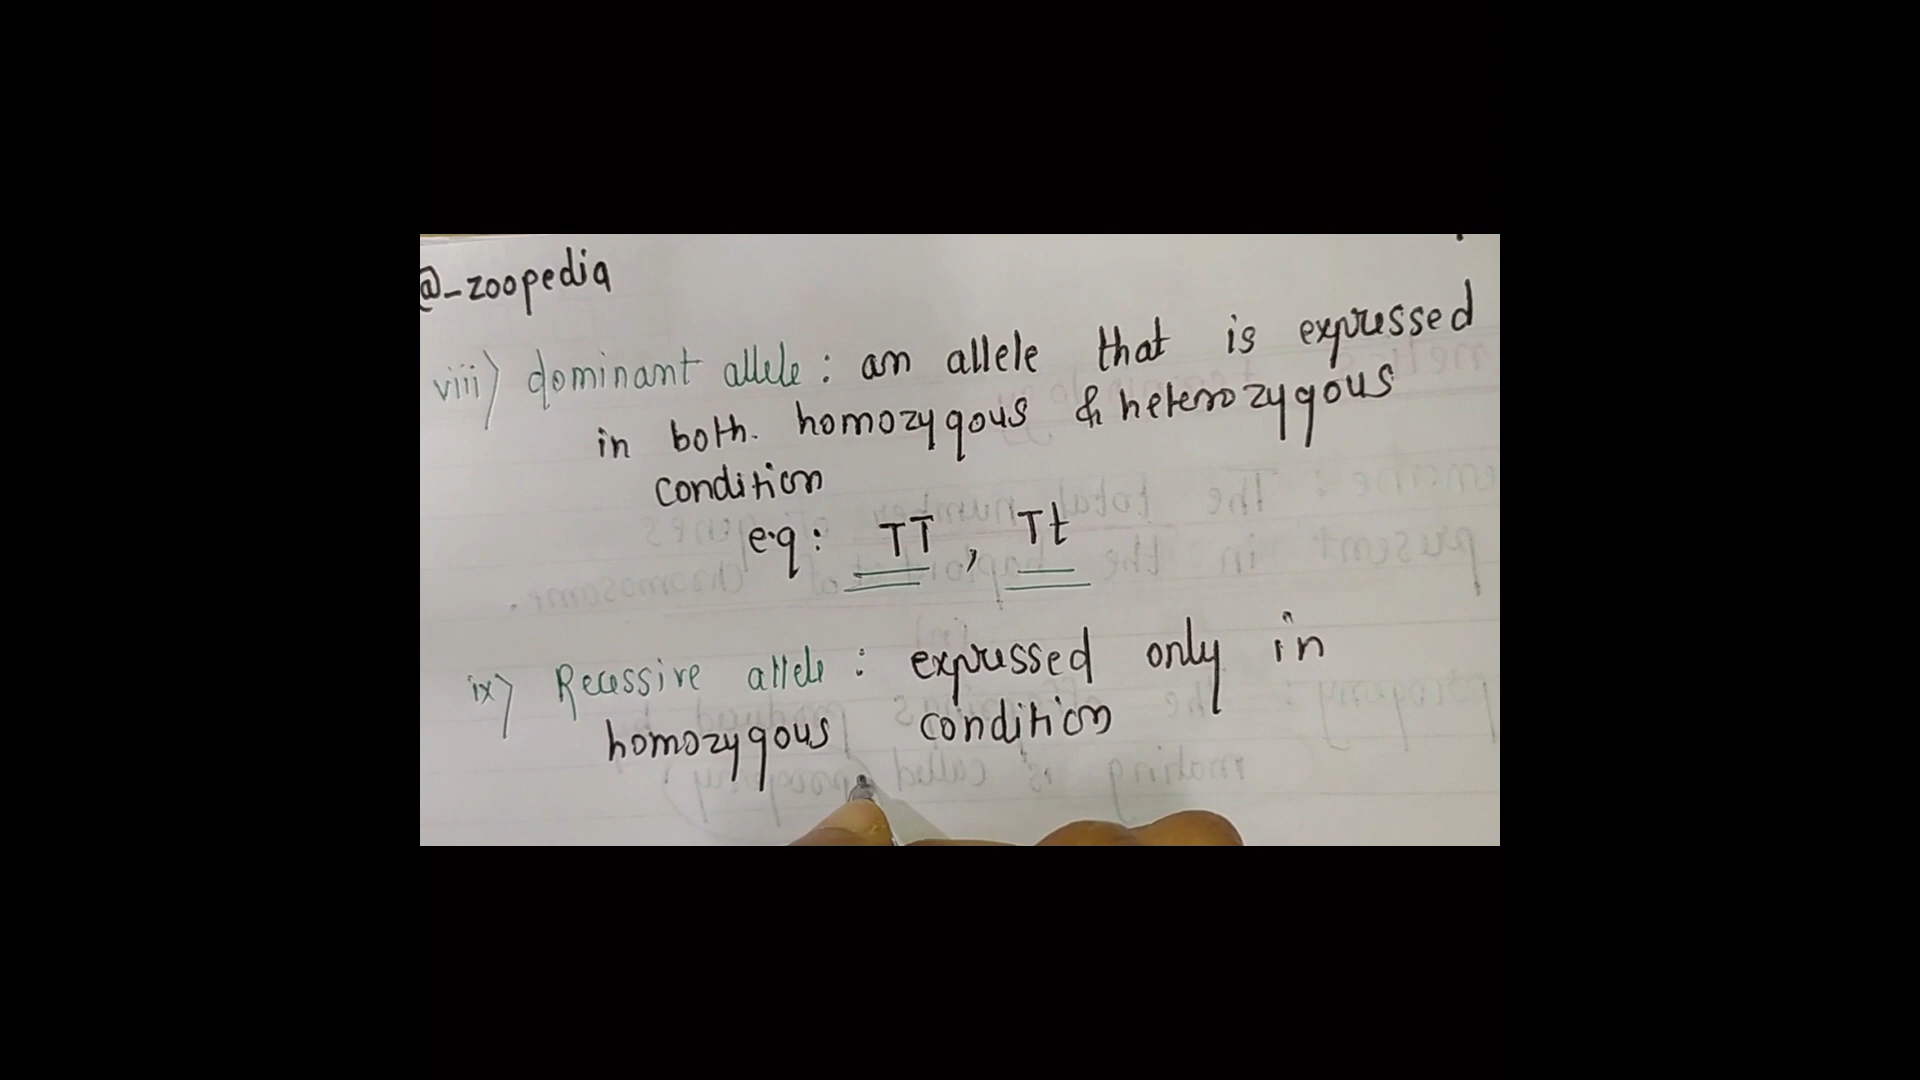 @_zoopedia
viii) dominant allele : an allele that is expressed
in both. homozygous & heterozygous
condition
e.g : TT , Tt
ix) Recessive allele : expressed only in
homozygous condition